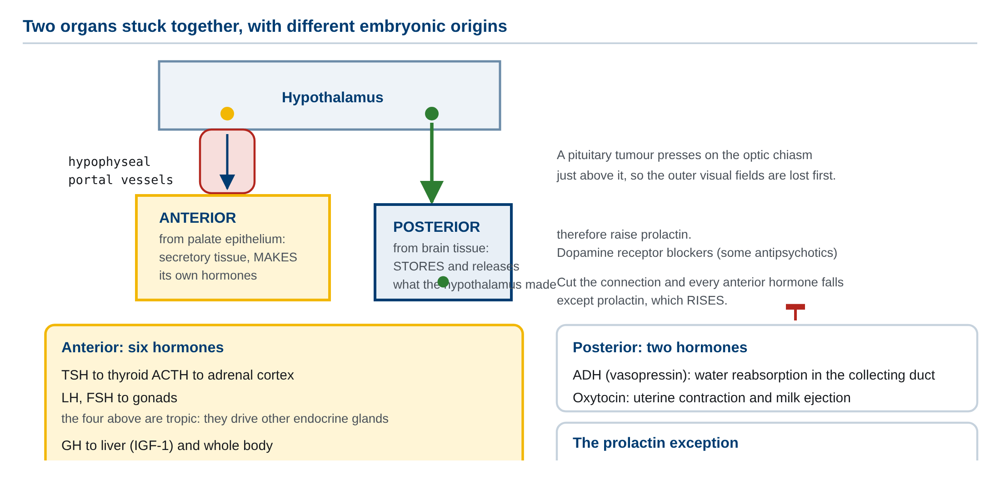 Two organs stuck together, with different embryonic origins
Hypothalamus
hypophyseal
portal vessels
A pituitary tumour presses on the optic chiasm
just above it, so the outer visual fields are lost first.
ANTERIOR
from palate epithelium:
secretory tissue, MAKES
its own hormones
POSTERIOR
from brain tissue:
STORES and releases
what the hypothalamus made
therefore raise prolactin.
Dopamine receptor blockers (some antipsychotics)
Cut the connection and every anterior hormone falls
except prolactin, which RISES.
Anterior: six hormones
TSH to thyroid ACTH to adrenal cortex
LH, FSH to gonads
the four above are tropic: they drive other endocrine glands
GH to liver (IGF-1) and whole body
Posterior: two hormones
ADH (vasopressin): water reabsorption in the collecting duct
Oxytocin: uterine contraction and milk ejection
The prolactin exception